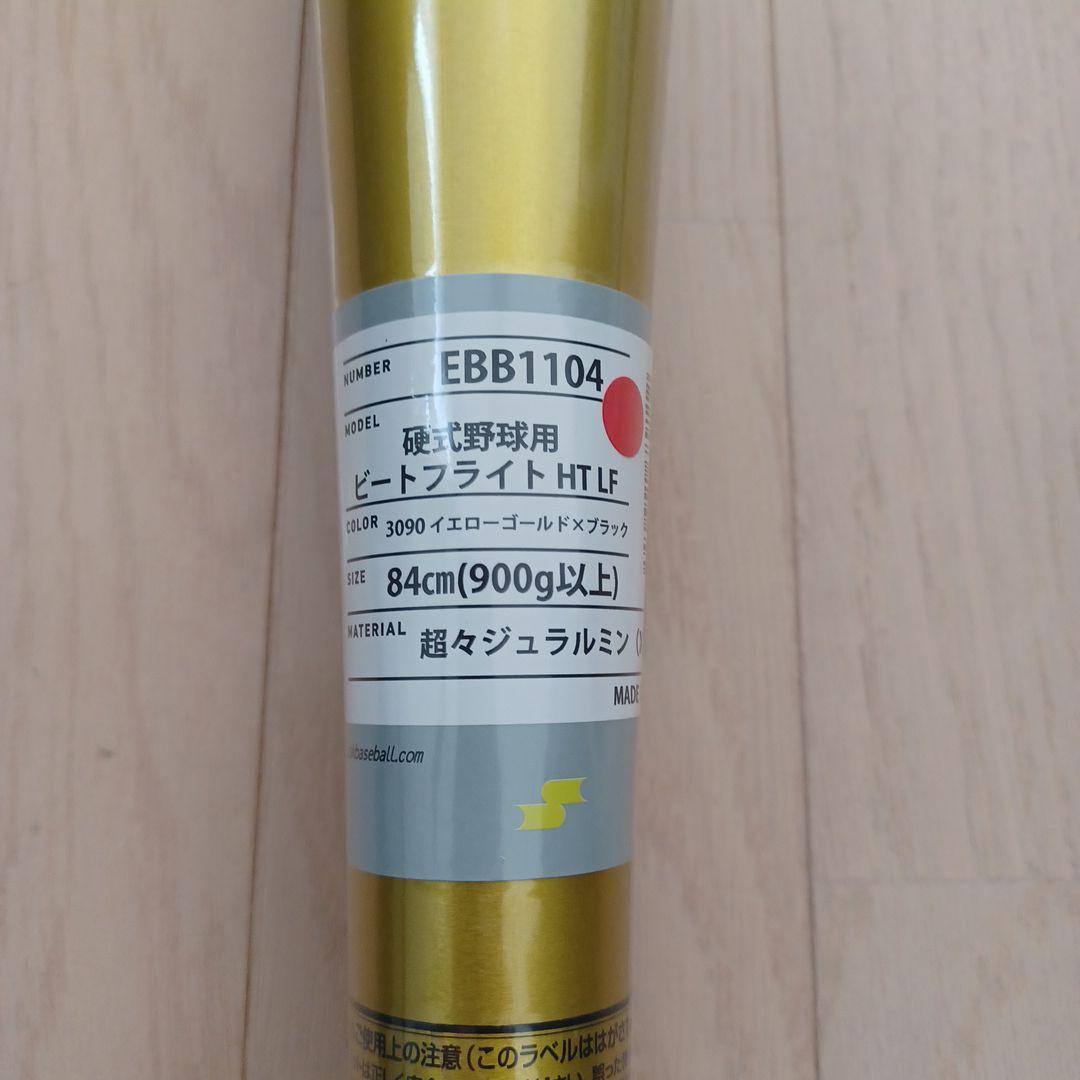 NUMBER EBB1104
MODEL 硬式野球用
ビートフライト HT LF
COLOR 3090 イエローゴールド×ブラック
SIZE 84cm(900g以上)
MATERIAL 超々ジュラルミン
MADE
kbaseball.com
ご使用上の注意(このラベルははがさ